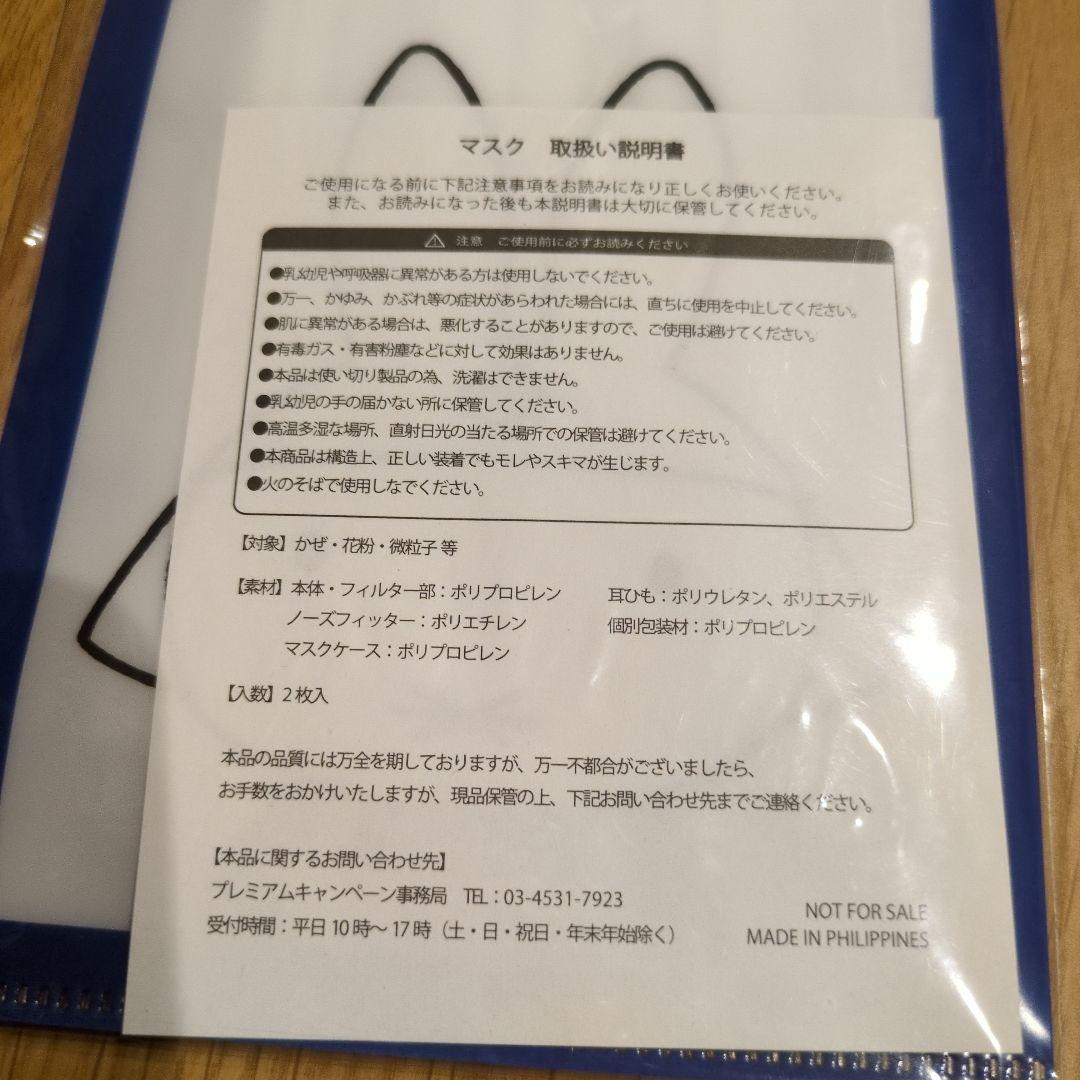 マスク 取扱い説明書
ご使用になる前に下記注意事項をお読みになり正しくお使いください。
また、お読みになった後も本説明書は大切に保管してください。
注意 ご使用前に必ずお読みください
●乳幼児や呼吸器に異常がある方は使用しないでください。
●万一、かゆみ、かぶれ等の症状があらわれた場合には、直ちに使用を中止してください。
●肌に異常がある場合は、悪化することがありますので、ご使用は避けてください。
●有毒ガス・有害粉塵などに対して効果はありません。
●本品は使い切り製品の為、洗濯はできません。
●乳幼児の手の届かない所に保管してください。
●高温多湿な場所、直射日光の当たる場所での保管は避けてください。
●本商品は構造上、正しい装着でもモレやスキマが生じます。
●火のそばで使用しなでください。
【対象】かぜ・花粉・微粒子 等
【素材】本体・フィルター部：ポリプロピレン 耳ひも：ポリウレタン、ポリエステル
ノーズフィッター：ポリエチレン 個別包装材：ポリプロピレン
マスクケース：ポリプロピレン
【入数】2枚入
本品の品質には万全を期しておりますが、万一不都合がございましたら、
お手数をおかけいたしますが、現品保管の上、下記お問い合わせ先までご連絡ください。
【本品に関するお問い合わせ先】
プレミアムキャンペーン事務局 TEL：03-4531-7923
受付時間：平日10時～17時（土・日・祝日・年末年始除く）
NOT FOR SALE
MADE IN PHILIPPINES